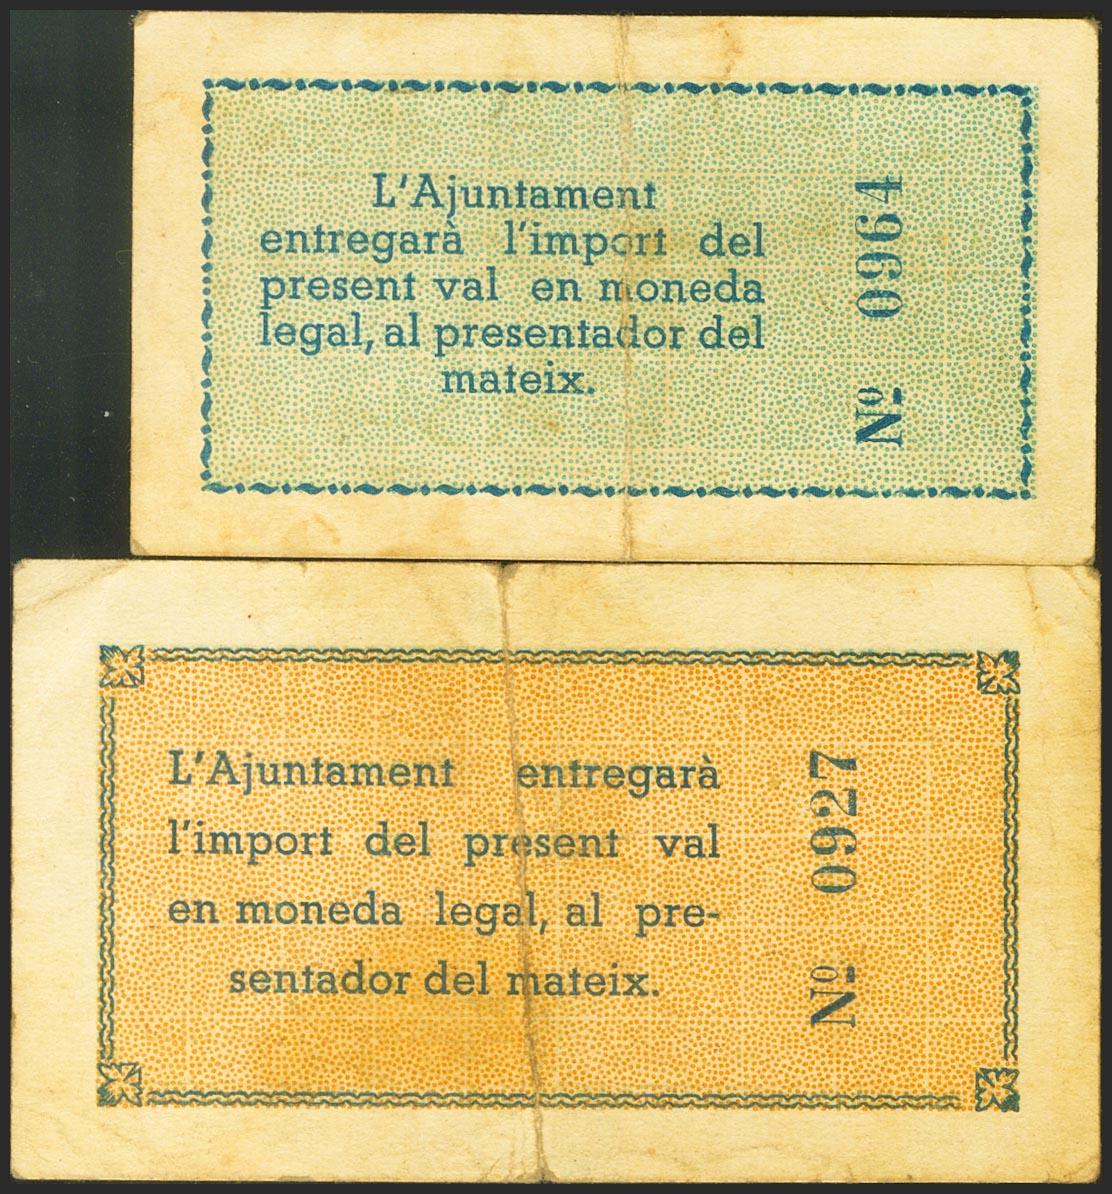 L'Ajuntament
entregarà l'import del
present val en moneda
legal, al presentador del
mateix.
Nº 0964
L'Ajuntament entregarà
l'import del present val
en moneda legal, al pre-
sentador del mateix.
Nº 0927